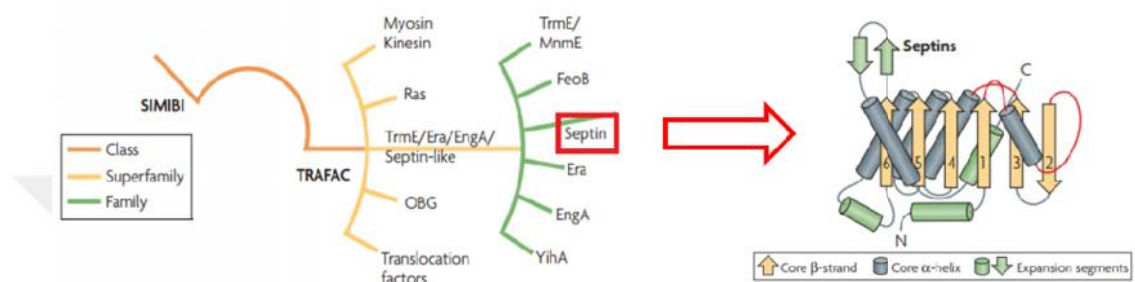 Myosin
Kinesin
Ras
TrmE/Era/EngA/
Septin-like
OBG
Translocation
factors
SIMIBI
TRAFAC
Class
Superfamily
Family
TrmE/
MnmE
FeoB
Septin
Era
EngA
YihA
Septins
C
6 5 4 1 3 2
N
Core β-strand Core α-helix Expansion segments